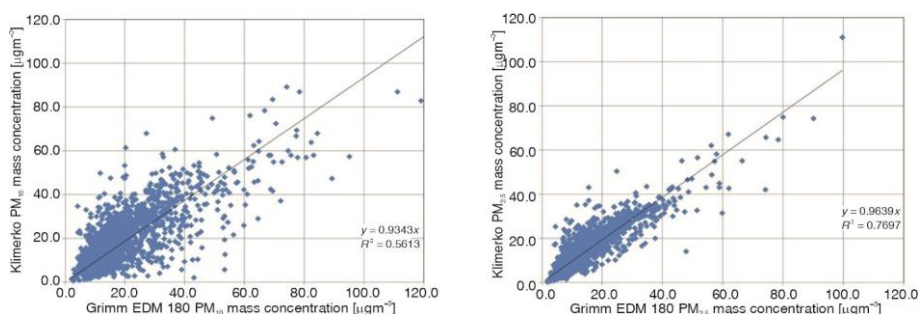 120.0
100.0
80.0
60.0
40.0
20.0
0.0
Klimerko PM₁₀ mass concentration [μgm⁻³]
y = 0.9343x
R² = 0.5613
0.0 20.0 40.0 60.0 80.0 100.0 120.0
Grimm EDM 180 PM₁₀ mass concentration [μgm⁻³]
120.0
100.0
80.0
60.0
40.0
20.0
0.0
Klimerko PM₂.₅ mass concentration [μgm⁻³]
y = 0.9639x
R² = 0.7697
0.0 20.0 40.0 60.0 80.0 100.0 120.0
Grimm EDM 180 PM₂.₅ mass concentration [μgm⁻³]